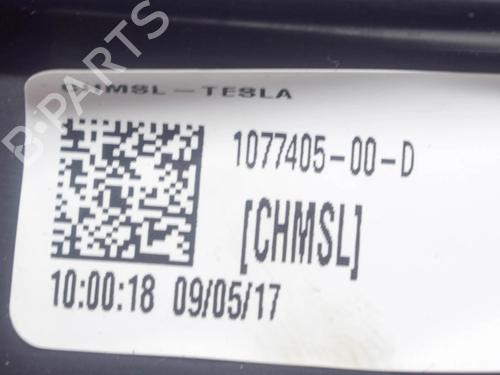 CHMSL-TESLA
1077405-00-D
[CHMSL]
10:00:18 09/05/17
B-PARTS